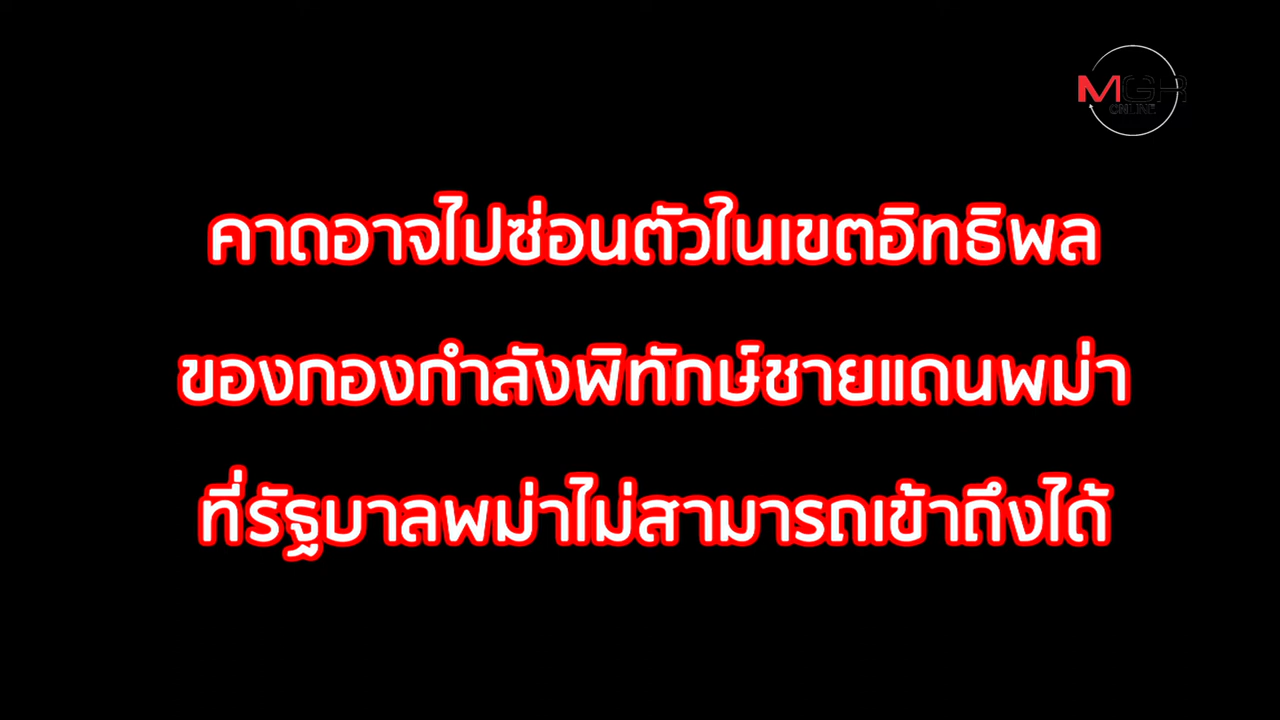 MGR
ONLINE
คาดอาจไปซ่อนตัวในเขตอิทธิพล
ของกองกำลังพิทักษ์ชายแดนพม่า
ที่รัฐบาลพม่าไม่สามารถเข้าถึงได้